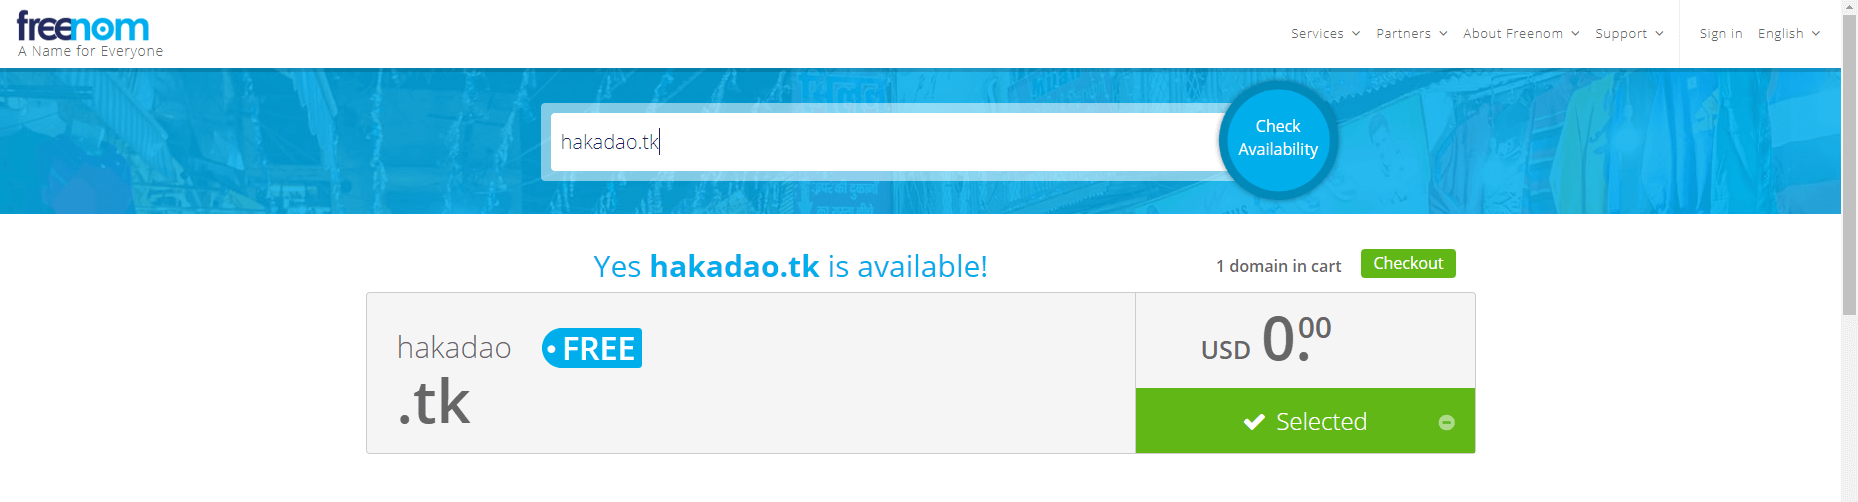 freenom
A Name for Everyone
Services Partners About Freenom Support Sign in English
hakadao.tk
Check
Availability
Yes hakadao.tk is available!
1 domain in cart Checkout
hakadao FREE
.tk
USD 0.00
Selected